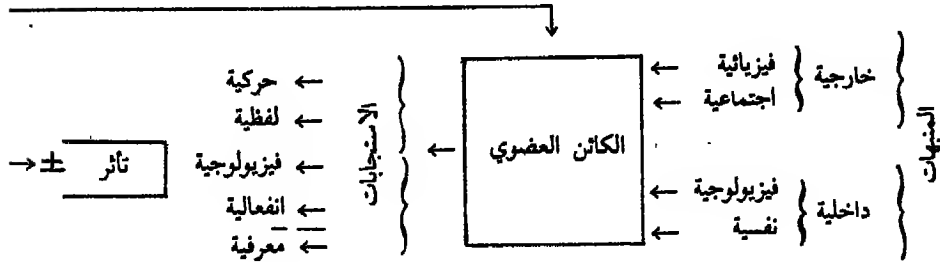 المنبهات
خارجية
فيزيائية
اجتماعية
داخلية
فيزيولوجية
نفسية
الكائن العضوي
الاستجابات
حركية
لفظية
فيزيولوجية
انفعالية
معرفية
تأثر
±